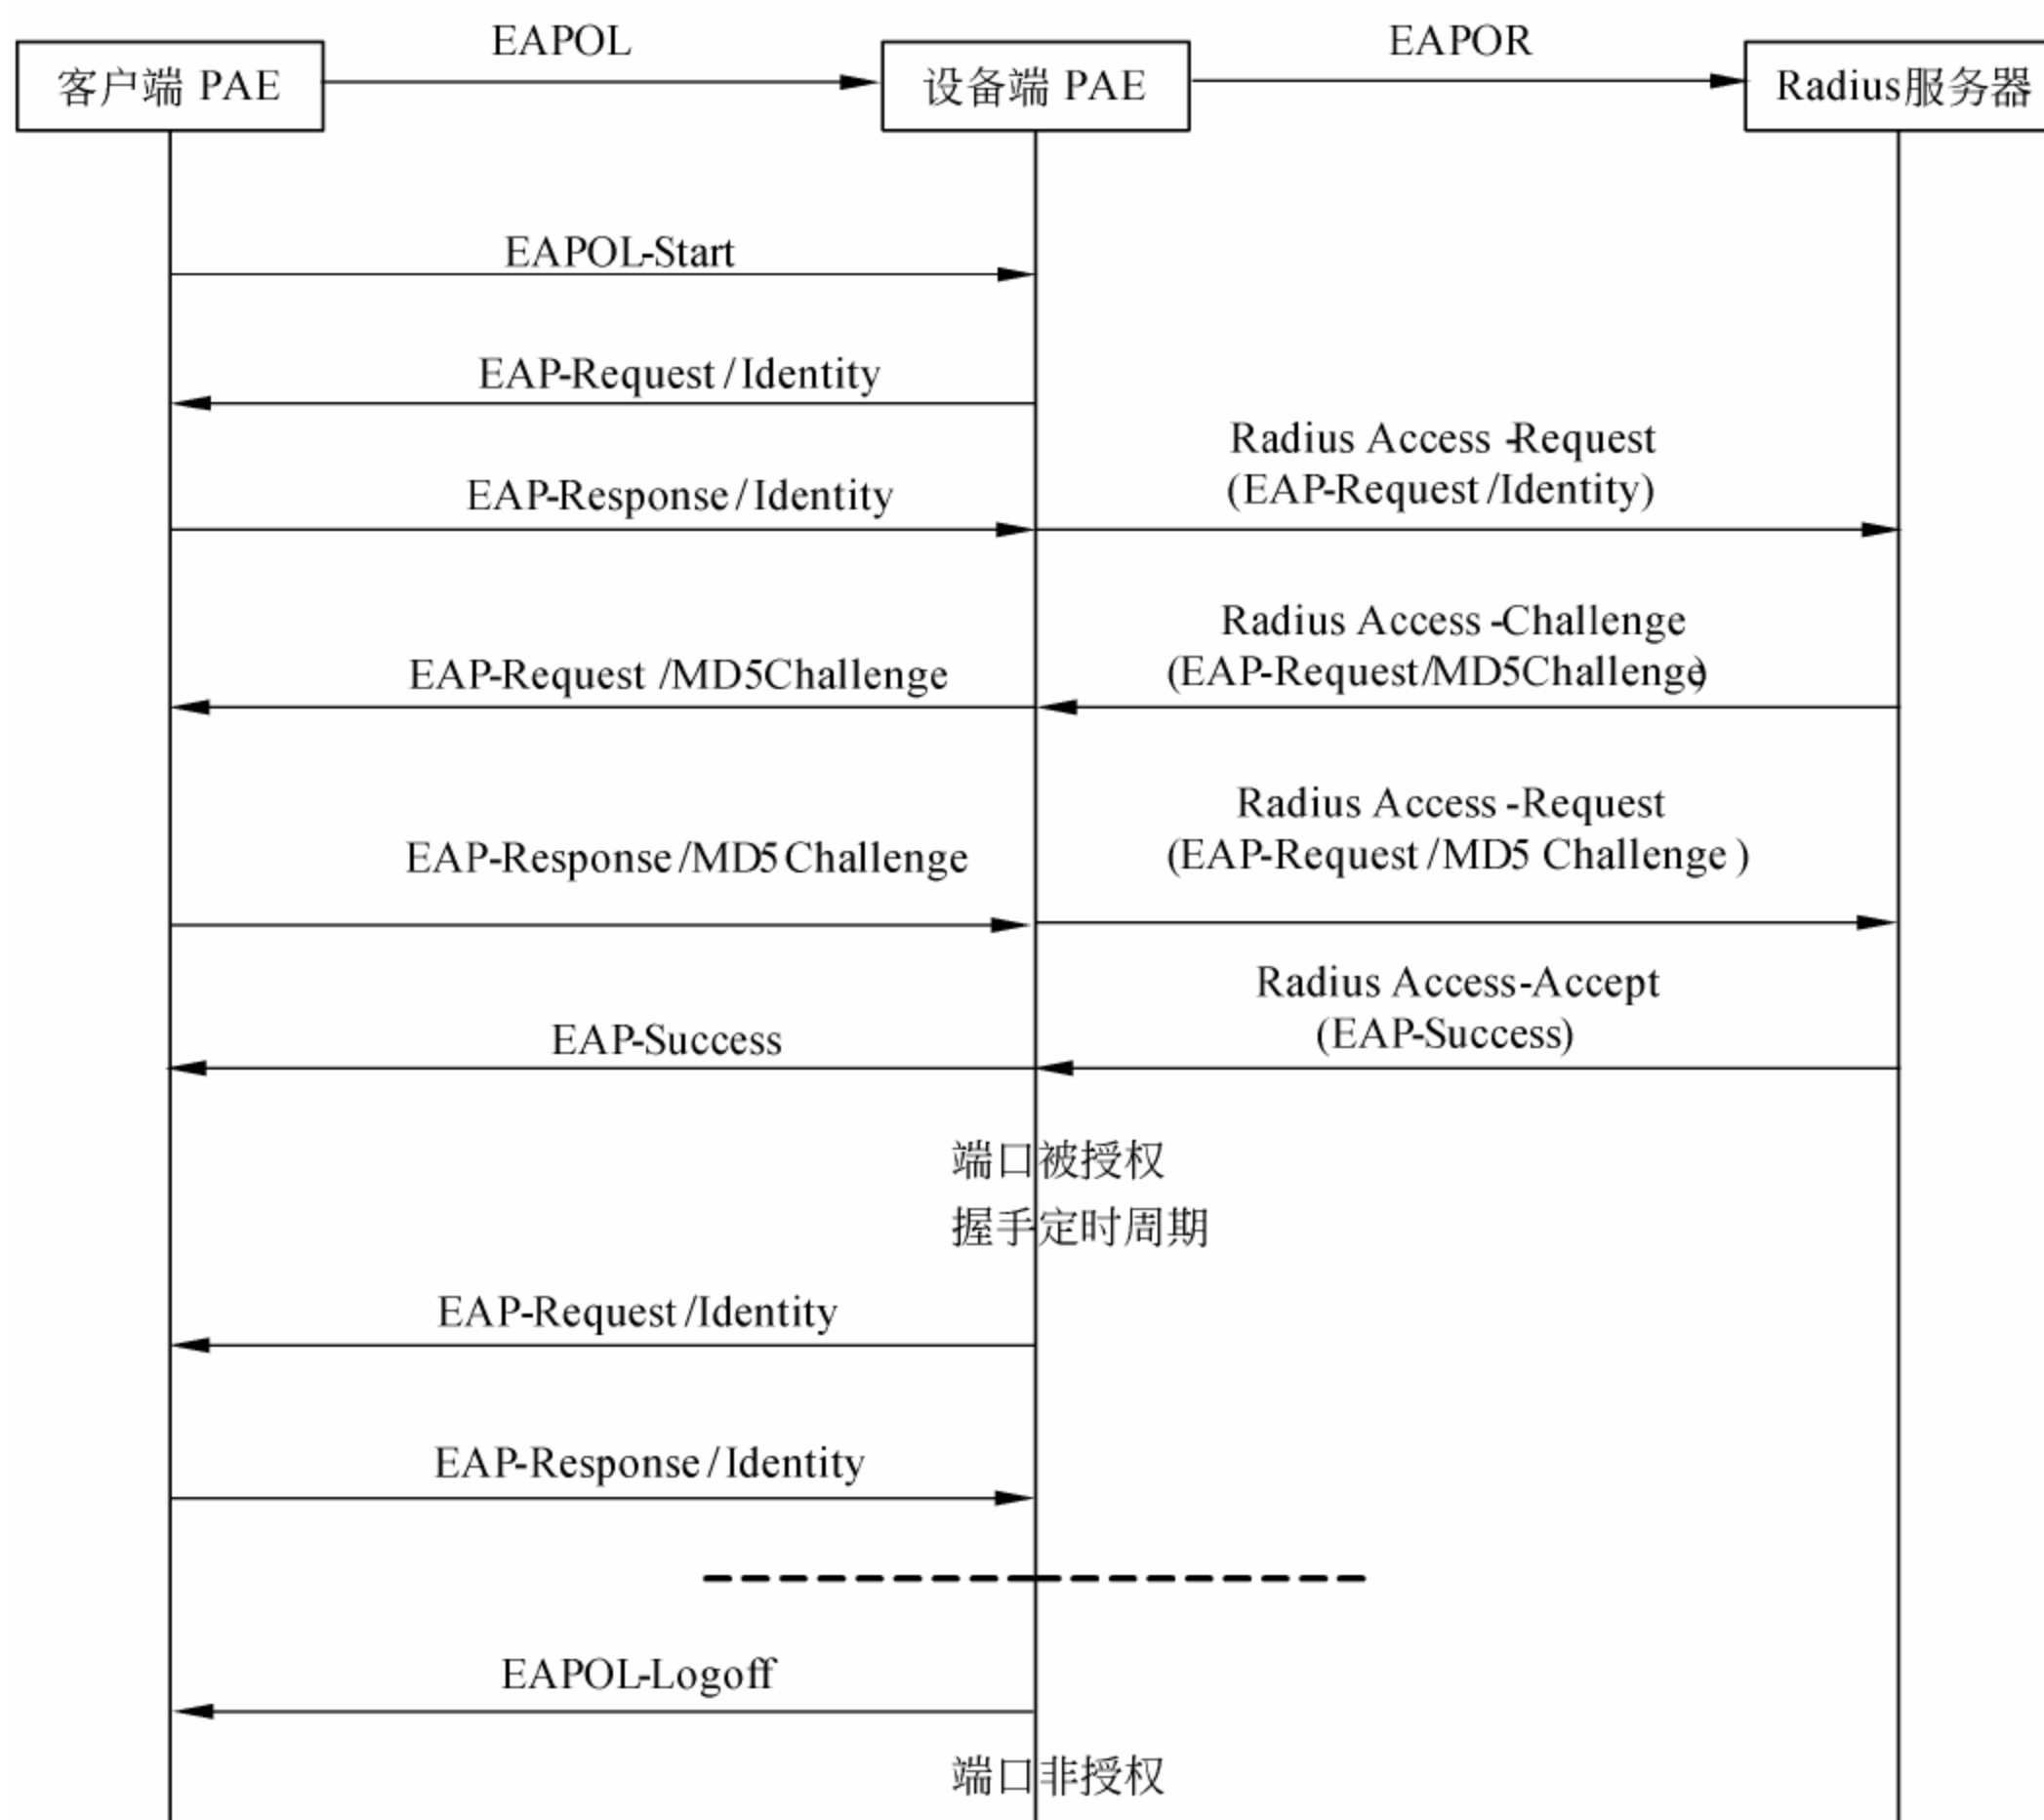 EAPOL
EAPOR
客户端 PAE
设备端 PAE
Radius服务器
EAPOL-Start
EAP-Request/Identity
Radius Access-Request
(EAP-Request/Identity)
EAP-Response/Identity
Radius Access-Challenge
(EAP-Request/MD5Challenge)
EAP-Request/MD5Challenge
Radius Access-Request
(EAP-Request/MD5 Challenge)
EAP-Response/MD5 Challenge
Radius Access-Accept
(EAP-Success)
EAP-Success
端口被授权
握手定时周期
EAP-Request/Identity
EAP-Response/Identity
EAPOL-Logoff
端口非授权